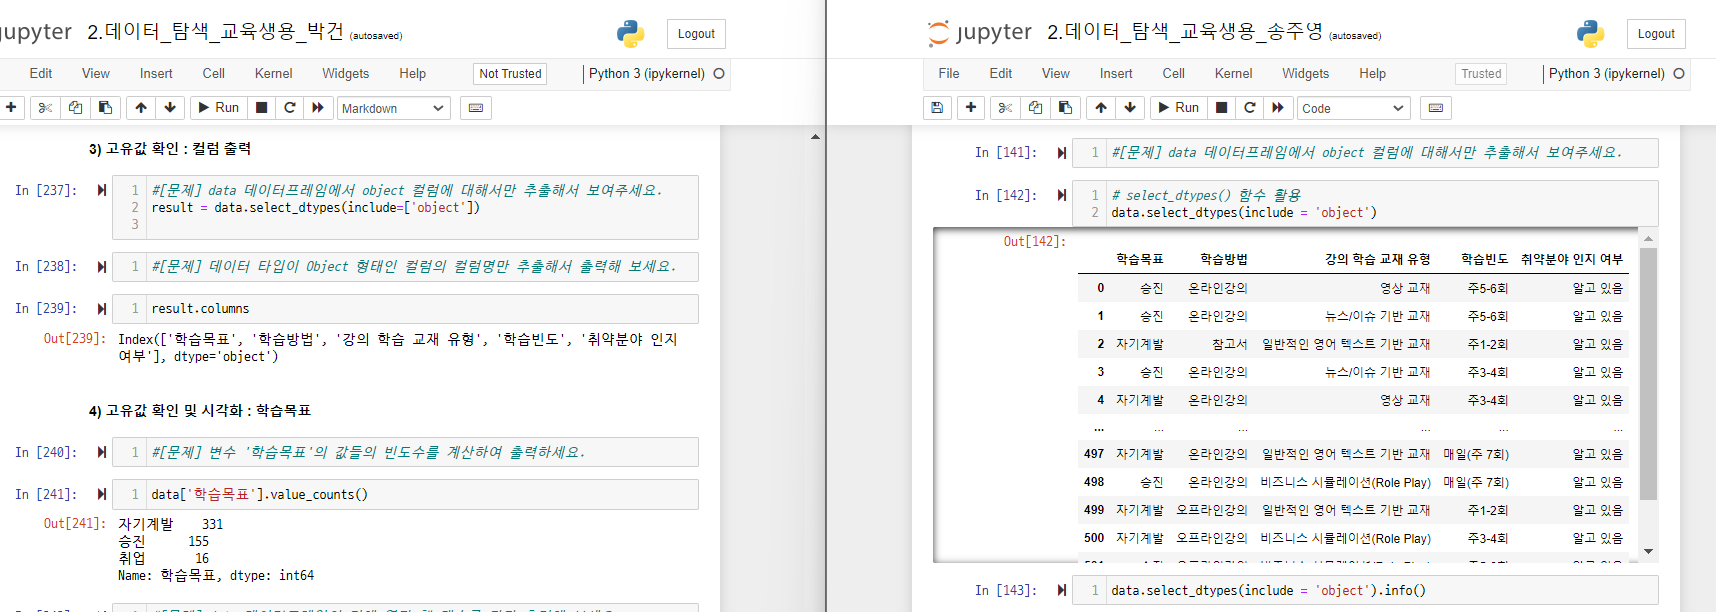 jupyter 2.데이터_탐색_교육생용_박건 (autosaved)
Logout
Edit View Insert Cell Kernel Widgets Help Not Trusted Python 3 (ipykernel)
Run Markdown
3) 고유값 확인 : 컬럼 출력
In [237]: 1 #[문제] data 데이터프레임에서 object 컬럼에 대해서만 추출해서 보여주세요.
2 result = data.select_dtypes(include=['object'])
3
In [238]: 1 #[문제] 데이터 타입이 Object 형태인 컬럼의 컬럼명만 추출해서 출력해 보세요.
In [239]: 1 result.columns
Out[239]: Index(['학습목표', '학습방법', '강의 학습 교재 유형', '학습빈도', '취약분야 인지
여부'], dtype='object')
4) 고유값 확인 및 시각화 : 학습목표
In [240]: 1 #[문제] 변수 '학습목표'의 값들의 빈도수를 계산하여 출력하세요.
In [241]: 1 data['학습목표'].value_counts()
Out[241]: 자기계발 331
승진 155
취업 16
Name: 학습목표, dtype: int64
jupyter 2.데이터_탐색_교육생용_송주영 (autosaved)
Logout
File Edit View Insert Cell Kernel Widgets Help Trusted Python 3 (ipykernel)
Run Code
In [141]: 1 #[문제] data 데이터프레임에서 object 컬럼에 대해서만 추출해서 보여주세요.
In [142]: 1 # select_dtypes() 함수 활용
2 data.select_dtypes(include = 'object')
Out[142]:
학습목표 학습방법 강의 학습 교재 유형 학습빈도 취약분야 인지 여부
0 승진 온라인강의 영상 교재 주5-6회 알고 있음
1 승진 온라인강의 뉴스/이슈 기반 교재 주5-6회 알고 있음
2 자기계발 참고서 일반적인 영어 텍스트 기반 교재 주1-2회 알고 있음
3 승진 온라인강의 뉴스/이슈 기반 교재 주3-4회 알고 있음
4 자기계발 온라인강의 영상 교재 주3-4회 알고 있음
... ... ... ... ... ...
497 자기계발 온라인강의 일반적인 영어 텍스트 기반 교재 매일(주 7회) 알고 있음
498 승진 온라인강의 비즈니스 시뮬레이션(Role Play) 매일(주 7회) 알고 있음
499 자기계발 오프라인강의 일반적인 영어 텍스트 기반 교재 주1-2회 알고 있음
500 자기계발 오프라인강의 비즈니스 시뮬레이션(Role Play) 주3-4회 알고 있음
In [143]: 1 data.select_dtypes(include = 'object').info()